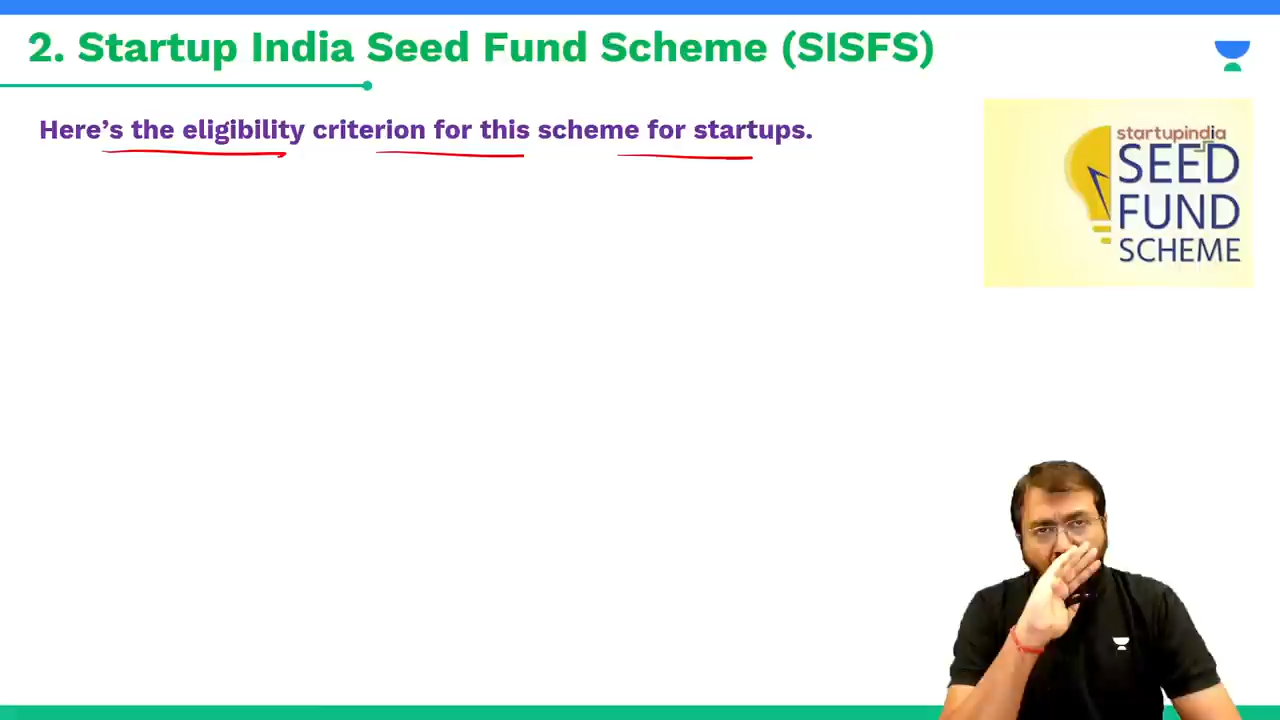 2. Startup India Seed Fund Scheme (SISFS)
Here's the eligibility criterion for this scheme for startups.
startupindia
SEED
FUND
SCHEME